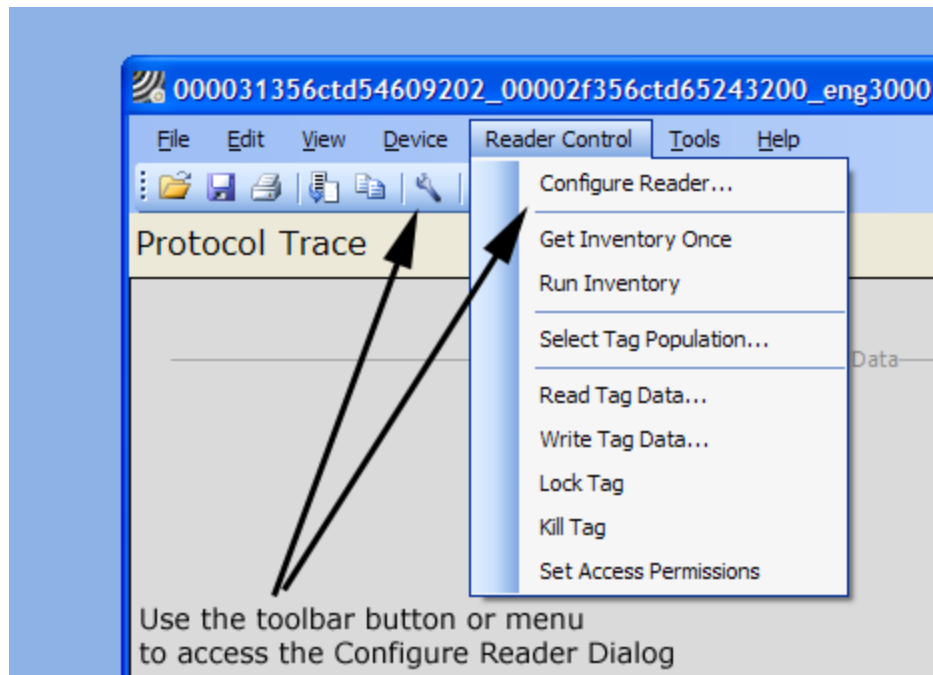 000031356ctd54609202_00002f356ctd65243200_eng3000
File Edit View Device Reader Control Tools Help
Configure Reader...
Protocol Trace
Get Inventory Once
Run Inventory
Select Tag Population...
Data
Read Tag Data...
Write Tag Data...
Lock Tag
Kill Tag
Set Access Permissions
Use the toolbar button or menu
to access the Configure Reader Dialog